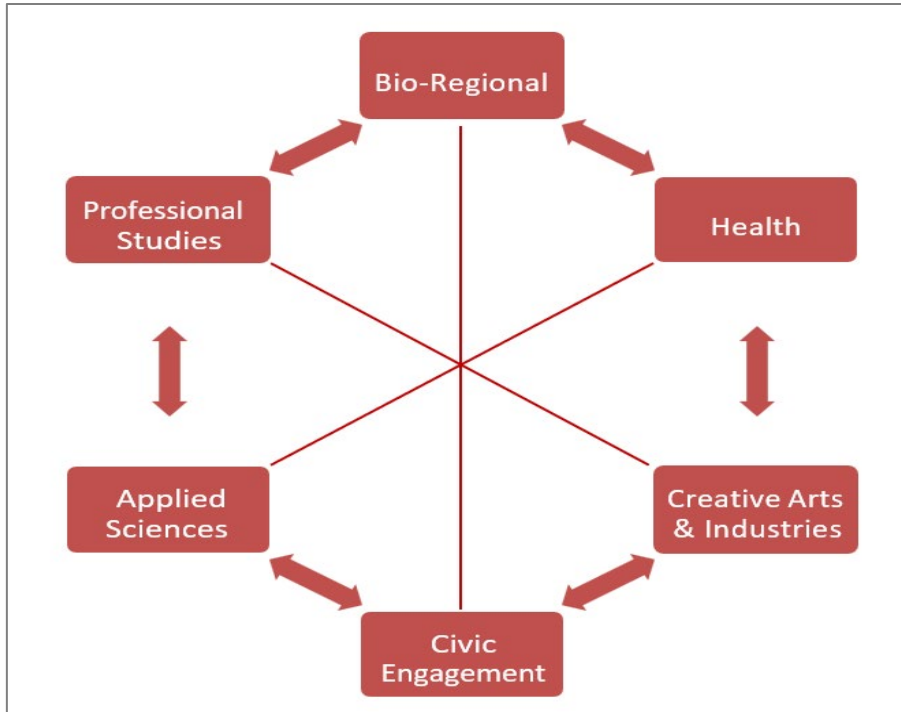 Bio-Regional
Professional
Studies
Health
Applied
Sciences
Creative Arts
& Industries
Civic
Engagement